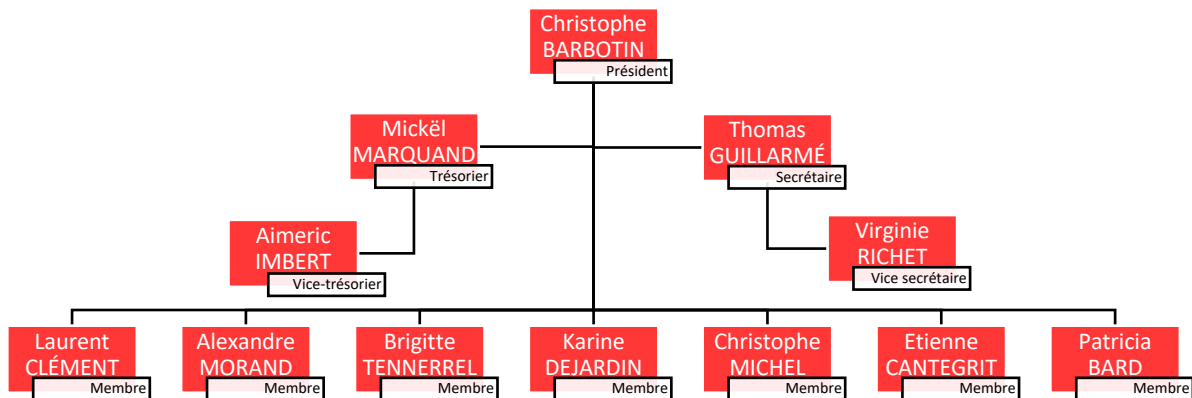 Christophe
BARBOTIN
Président
Mickël
MARQUAND
Trésorier
Thomas
GUILLARMÉ
Secrétaire
Aimeric
IMBERT
Vice-trésorier
Virginie
RICHET
Vice secrétaire
Laurent
CLÉMENT
Membre
Alexandre
MORAND
Membre
Brigitte
TENNERREL
Membre
Karine
DEJARDIN
Membre
Christophe
MICHEL
Membre
Etienne
CANTEGRIT
Membre
Patricia
BARD
Membre